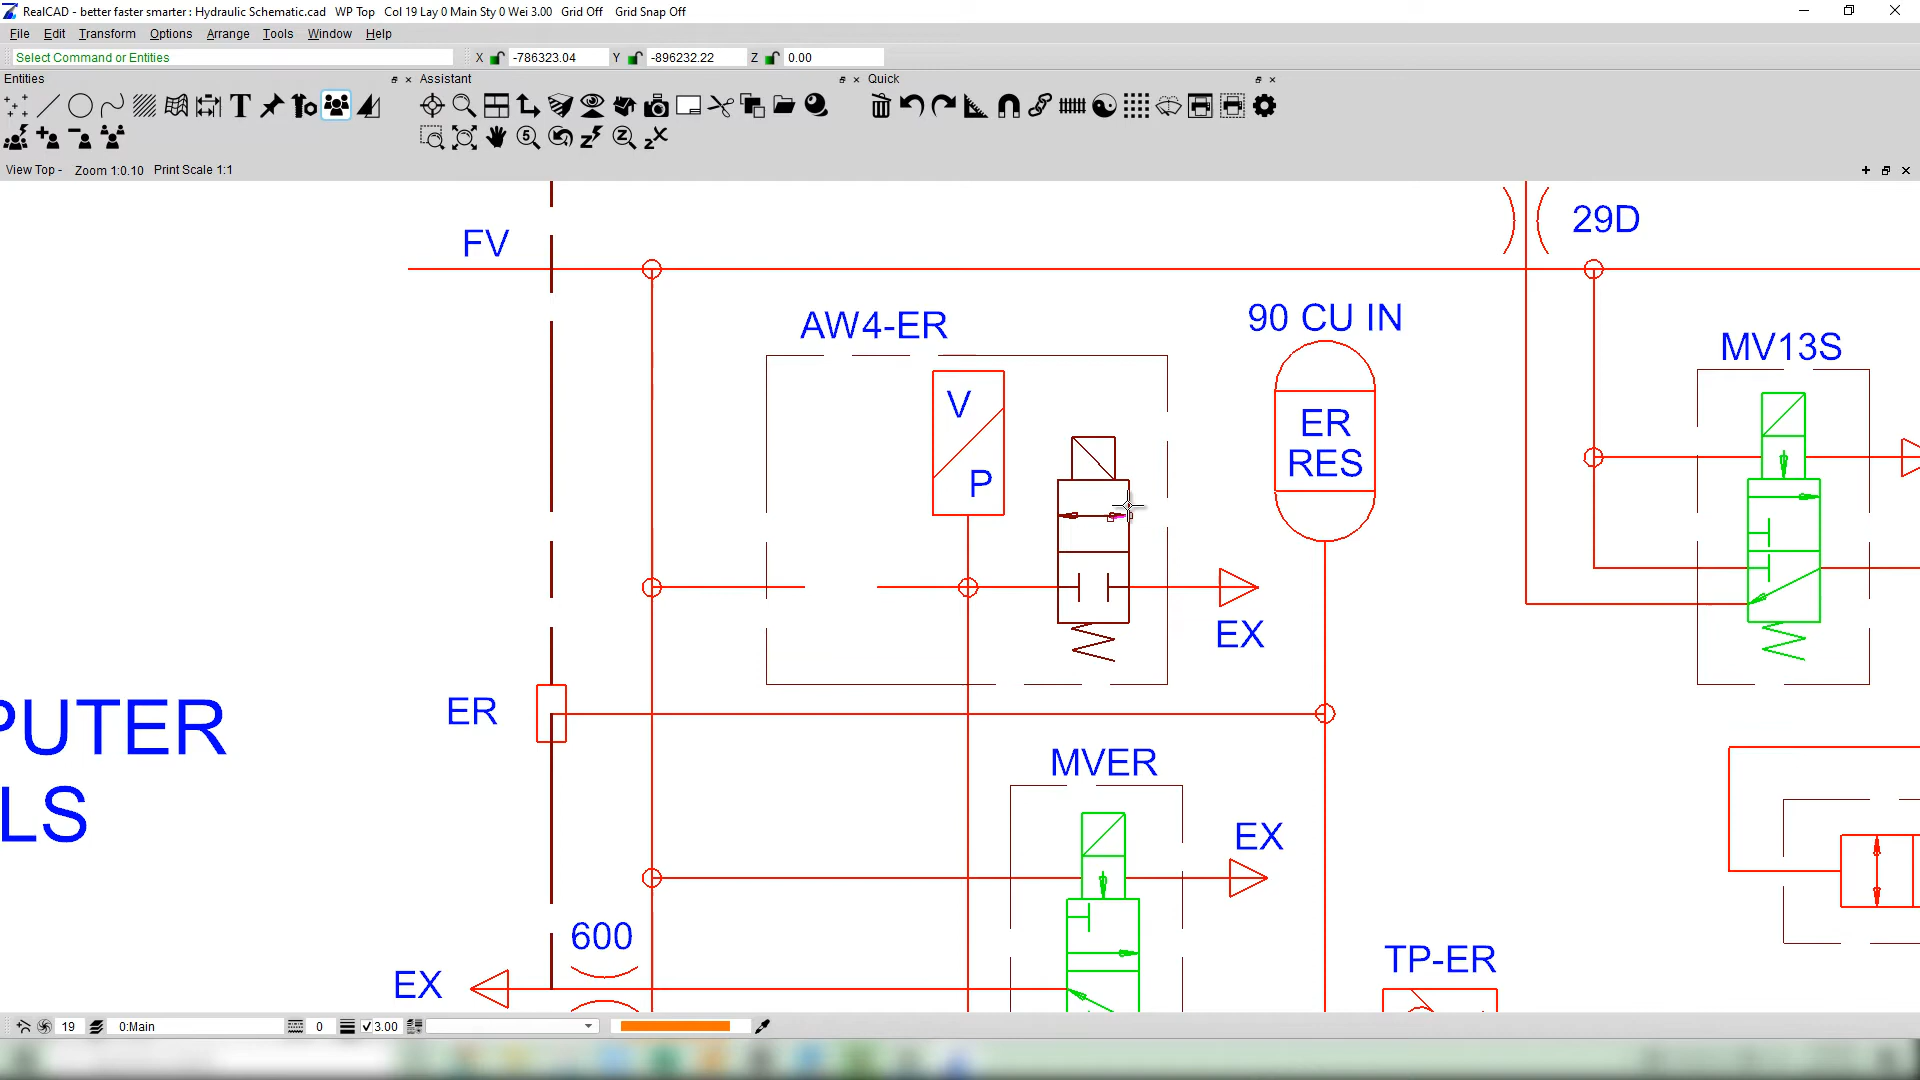 RealCAD - better faster smarter : Hydraulic Schematic.cad WP Top Col 19 Lay 0 Main Sty 0 Wei 3.00 Grid Off Grid Snap Off
File Edit Transform Options Arrange Tools Window Help
Select Command or Entities X -786323.04 Y -896232.22 Z 0.00
Entities Assistant Quick
View Top - Zoom 1:0.10 Print Scale 1:1
29D
FV
90 CU IN
AW4-ER
MV13S
V
P
ER
RES
EX
ER
PUTER
MVER
LS
EX
600
TP-ER
EX
19 0:Main 0 3.00